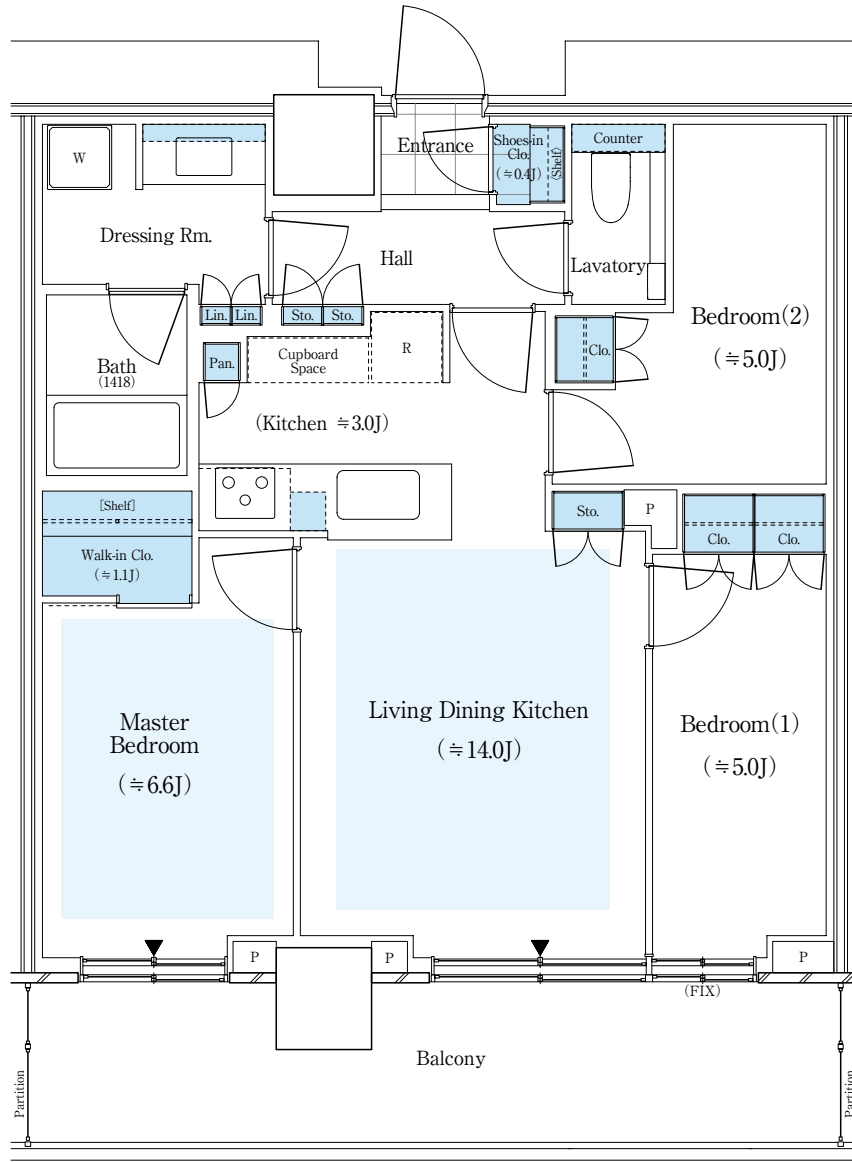 W
Entrance
Shoes-in
Clo.
(≒0.4J)
(Shelf)
Counter
Dressing Rm.
Hall
Lavatory
Lin.
Lin.
Sto.
Sto.
Bedroom(2)
(≒5.0J)
Bath
(1418)
Pan.
Cupboard
Space
R
Clo.
(Kitchen ≒3.0J)
[Shelf]
Walk-in Clo.
(≒1.1J)
Sto.
P
Clo.
Clo.
Master
Bedroom
(≒6.6J)
Living Dining Kitchen
(≒14.0J)
Bedroom(1)
(≒5.0J)
P
P
P
(FIX)
Balcony
Partition
Partition